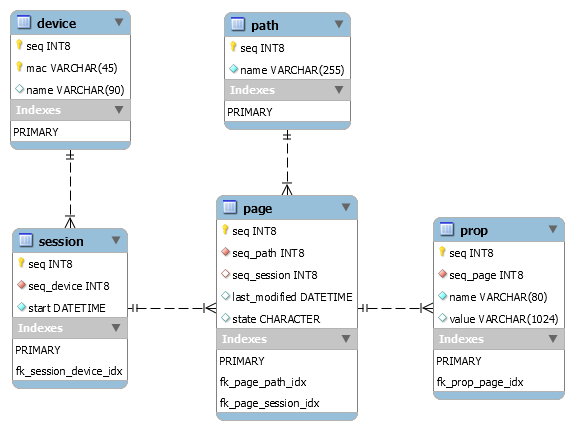 device
seq INT8
mac VARCHAR(45)
name VARCHAR(90)
Indexes
PRIMARY
path
seq INT8
name VARCHAR(255)
Indexes
PRIMARY
session
seq INT8
seq_device INT8
start DATETIME
Indexes
PRIMARY
fk_session_device_idx
page
seq INT8
seq_path INT8
seq_session INT8
last_modified DATETIME
state CHARACTER
Indexes
PRIMARY
fk_page_path_idx
fk_page_session_idx
prop
seq INT8
seq_page INT8
name VARCHAR(80)
value VARCHAR(1024)
Indexes
PRIMARY
fk_prop_page_idx